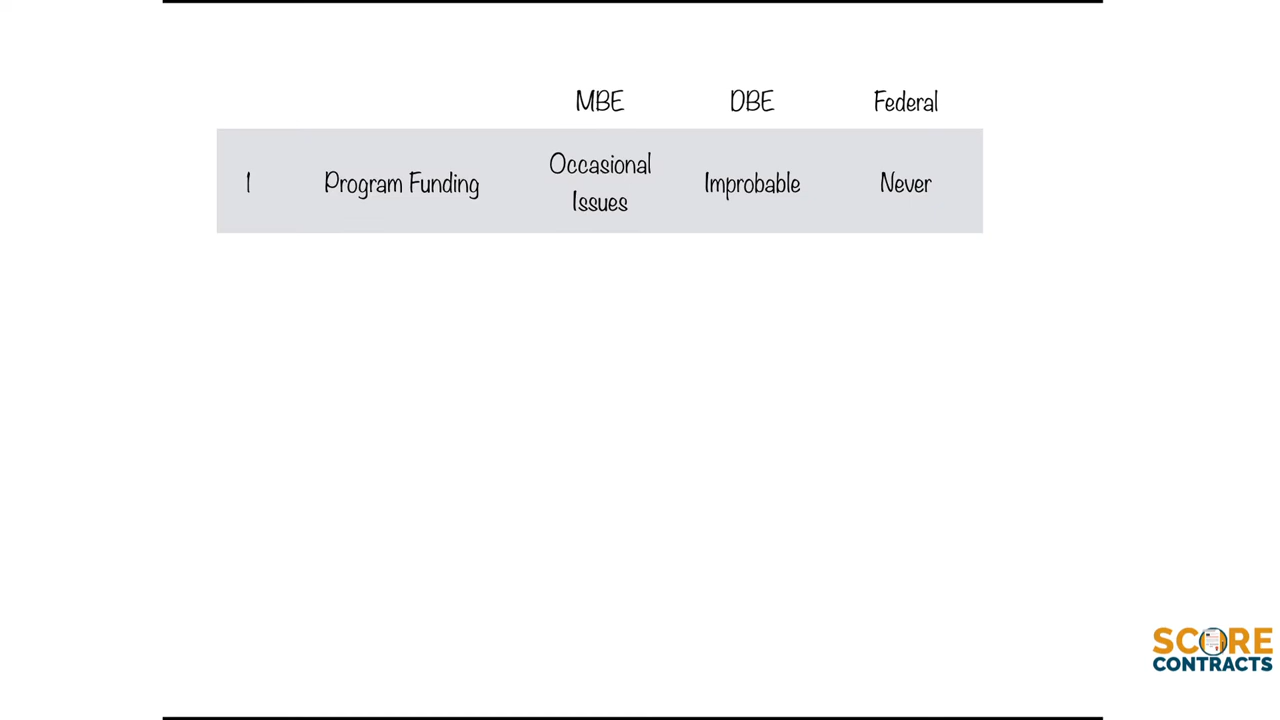 MBE DBE Federal
1 Program Funding Occasional Issues Improbable Never
SCORE
CONTRACTS